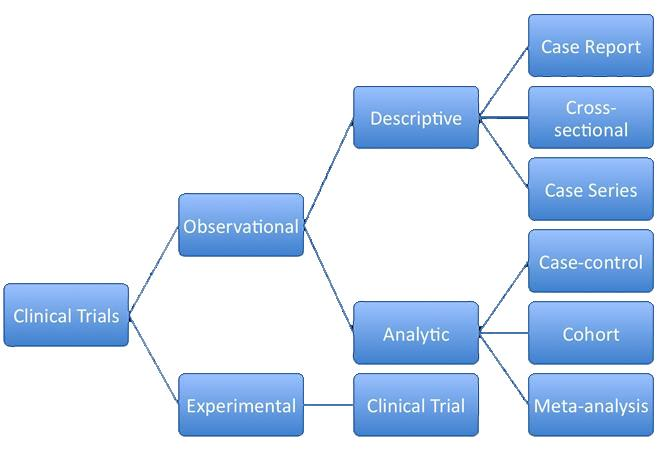 Case Report
Descriptive
Cross-
sectional
Case Series
Observational
Case-control
Clinical Trials
Analytic
Cohort
Experimental
Clinical Trial
Meta-analysis